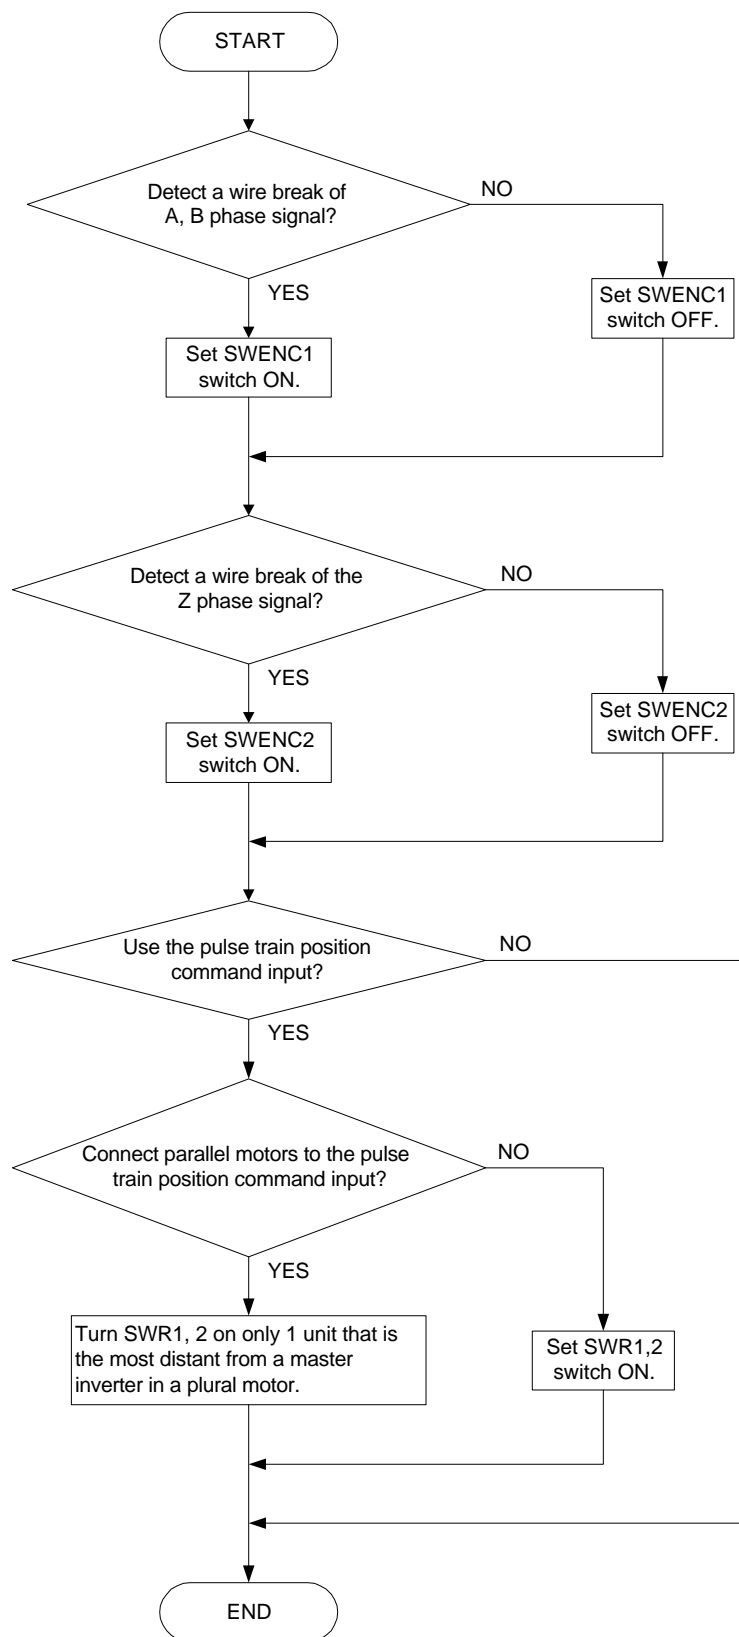 START
Detect a wire break of
A, B phase signal?
NO
YES
Set SWENC1
switch OFF.
Set SWENC1
switch ON.
Detect a wire break of the
Z phase signal?
NO
YES
Set SWENC2
switch OFF.
Set SWENC2
switch ON.
Use the pulse train position
command input?
NO
YES
Connect parallel motors to the pulse
train position command input?
NO
YES
Turn SWR1, 2 on only 1 unit that is
the most distant from a master
inverter in a plural motor.
Set SWR1,2
switch ON.
END